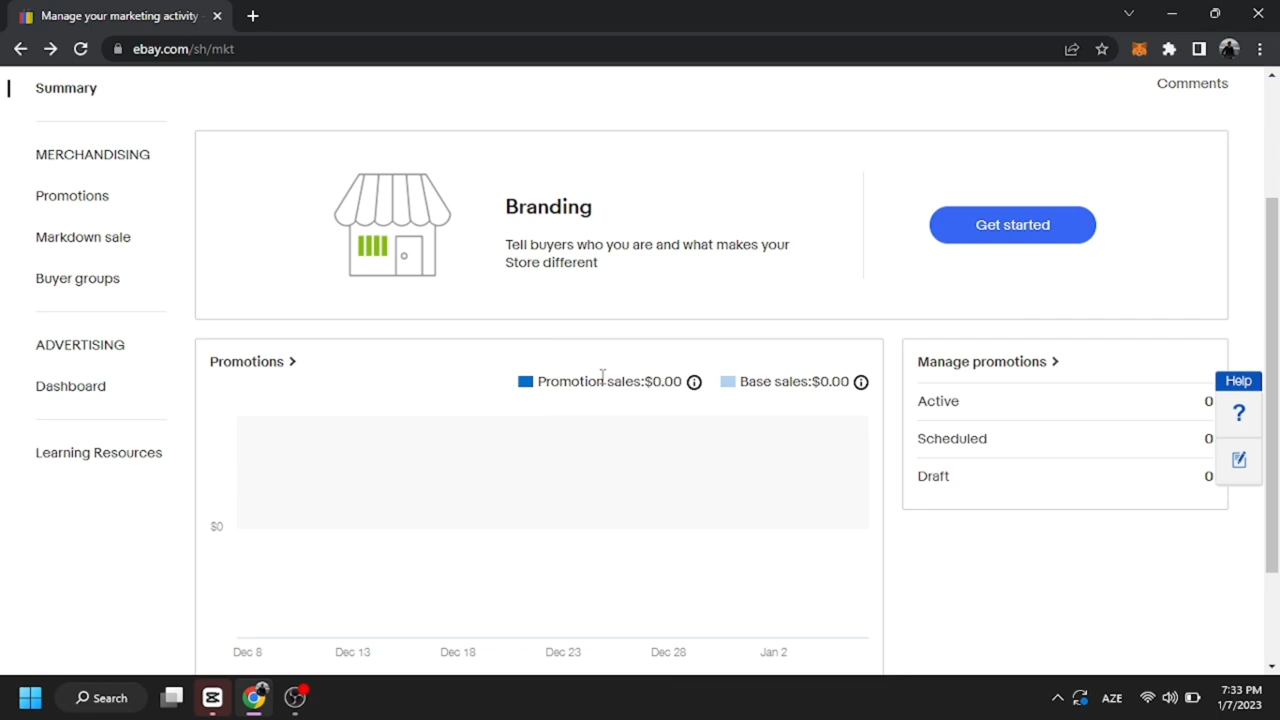 Manage your marketing activity
ebay.com/sh/mkt
Summary
Comments
MERCHANDISING
Promotions
Markdown sale
Buyer groups
ADVERTISING
Dashboard
Learning Resources
Branding
Tell buyers who you are and what makes your
Store different
Get started
Promotions
Promotion sales:$0.00
Base sales:$0.00
$0
Dec 8
Dec 13
Dec 18
Dec 23
Dec 28
Jan 2
Manage promotions
Active 0
Scheduled 0
Draft 0
Help
?
Search
AZE
7:33 PM
1/7/2023